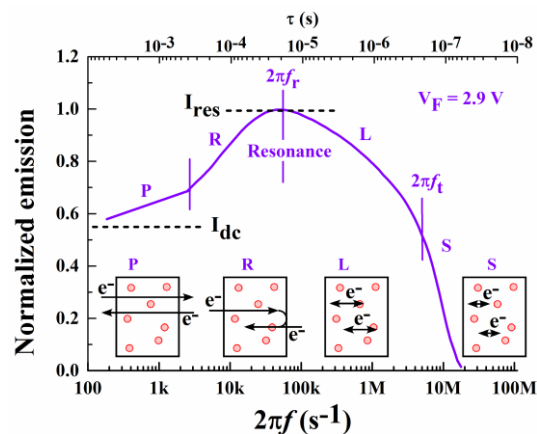 τ (s)
10⁻³ 10⁻⁴ 10⁻⁵ 10⁻⁶ 10⁻⁷ 10⁻⁸
1.2
2πfᵣ
V_F = 2.9 V
I_res
1.0
R
L
Resonance
0.8
P
2πfₜ
0.6
I_dc
S
0.4
P R L S
e⁻ e⁻ e⁻ e⁻
0.2
e⁻ e⁻ e⁻ e⁻
0.0
100 1k 10k 100k 1M 10M 100M
2πf (s⁻¹)
Normalized emission